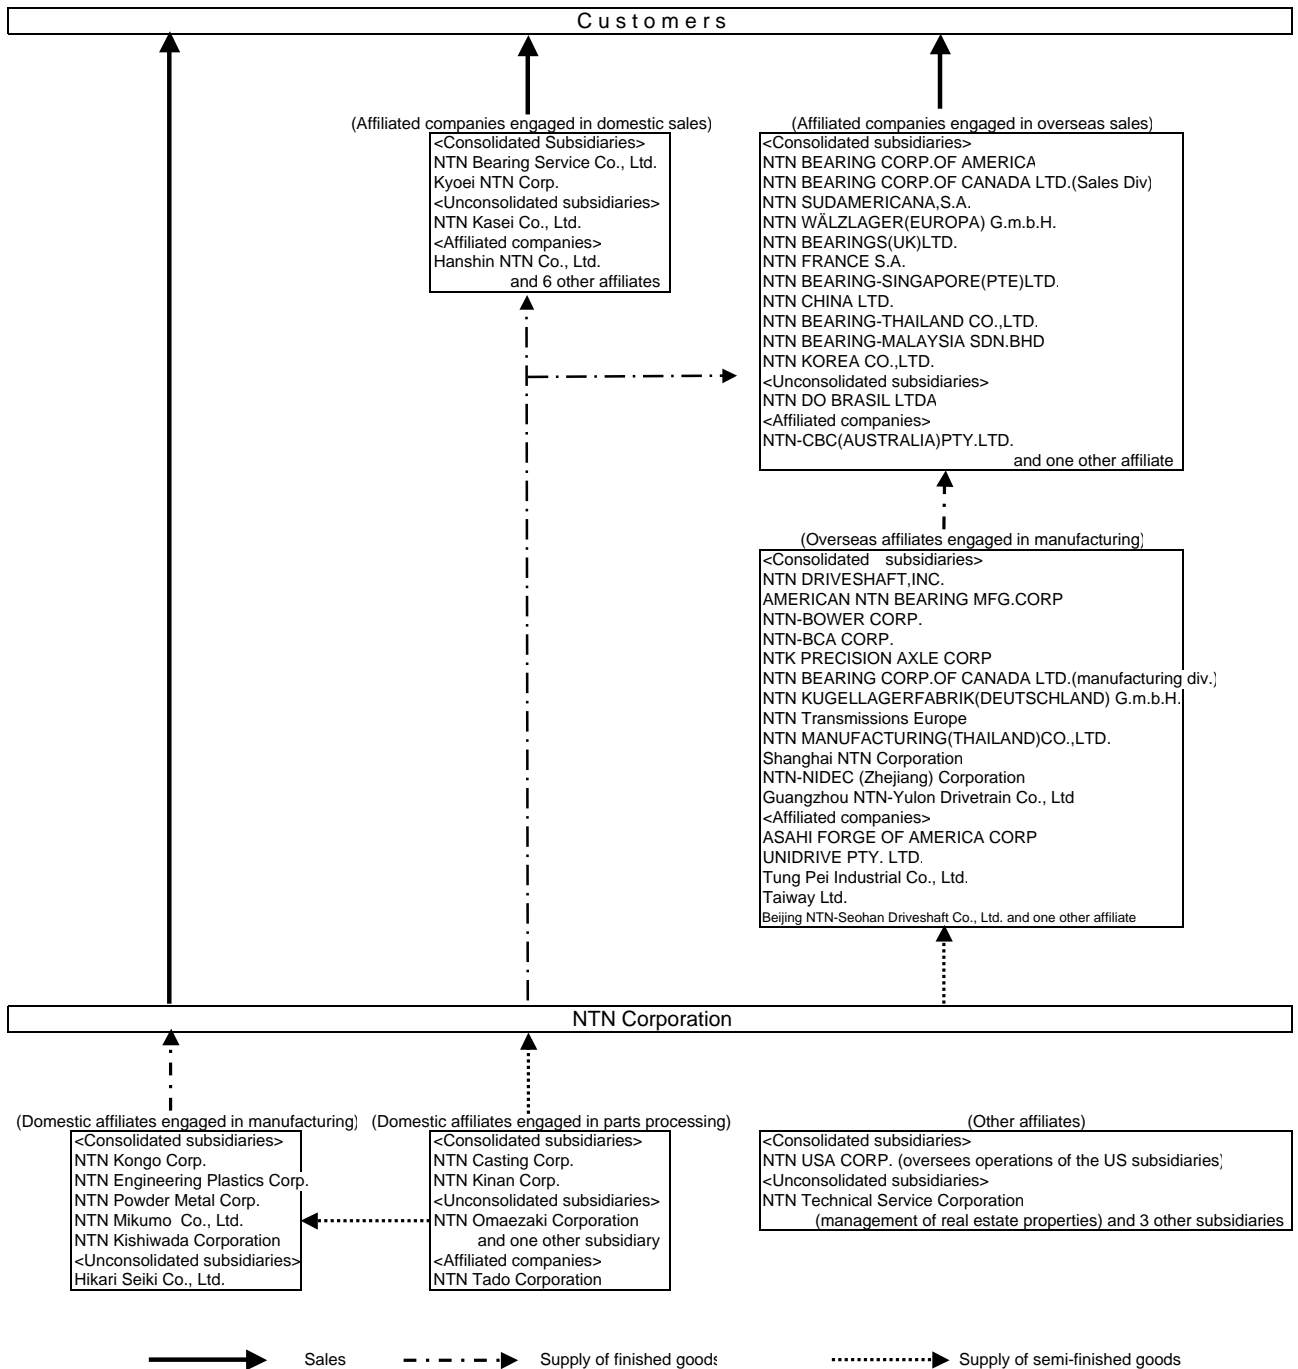 Customers
(Affiliated companies engaged in domestic sales)
<Consolidated Subsidiaries>
NTN Bearing Service Co., Ltd.
Kyoei NTN Corp.
<Unconsolidated subsidiaries>
NTN Kasei Co., Ltd.
<Affiliated companies>
Hanshin NTN Co., Ltd.
and 6 other affiliates
(Affiliated companies engaged in overseas sales)
<Consolidated subsidiaries>
NTN BEARING CORP.OF AMERICA
NTN BEARING CORP.OF CANADA LTD.(Sales Div)
NTN SUDAMERICANA,S.A.
NTN WÄLZLAGER(EUROPA) G.m.b.H.
NTN BEARINGS(UK)LTD.
NTN FRANCE S.A.
NTN BEARING-SINGAPORE(PTE)LTD.
NTN CHINA LTD.
NTN BEARING-THAILAND CO.,LTD.
NTN BEARING-MALAYSIA SDN.BHD
NTN KOREA CO.,LTD.
<Unconsolidated subsidiaries>
NTN DO BRASIL LTDA
<Affiliated companies>
NTN-CBC(AUSTRALIA)PTY.LTD.
and one other affiliate
(Overseas affiliates engaged in manufacturing)
<Consolidated subsidiaries>
NTN DRIVESHAFT,INC.
AMERICAN NTN BEARING MFG.CORP
NTN-BOWER CORP.
NTN-BCA CORP.
NTK PRECISION AXLE CORP
NTN BEARING CORP.OF CANADA LTD.(manufacturing div.)
NTN KUGELLAGERFABRIK(DEUTSCHLAND) G.m.b.H.
NTN Transmissions Europe
NTN MANUFACTURING(THAILAND)CO.,LTD.
Shanghai NTN Corporation
NTN-NIDEC (Zhejiang) Corporation
Guangzhou NTN-Yulon Drivetrain Co., Ltd
<Affiliated companies>
ASAHI FORGE OF AMERICA CORP
UNIDRIVE PTY. LTD.
Tung Pei Industrial Co., Ltd.
Taiway Ltd.
Beijing NTN-Seohan Driveshaft Co., Ltd. and one other affiliate
NTN Corporation
(Domestic affiliates engaged in manufacturing)
<Consolidated subsidiaries>
NTN Kongo Corp.
NTN Engineering Plastics Corp.
NTN Powder Metal Corp.
NTN Mikumo Co., Ltd.
NTN Kishiwada Corporation
<Unconsolidated subsidiaries>
Hikari Seiki Co., Ltd.
(Domestic affiliates engaged in parts processing)
<Consolidated subsidiaries>
NTN Casting Corp.
NTN Kinan Corp.
<Unconsolidated subsidiaries>
NTN Omaezaki Corporation
and one other subsidiary
<Affiliated companies>
NTN Tado Corporation
(Other affiliates)
<Consolidated subsidiaries>
NTN USA CORP. (oversees operations of the US subsidiaries)
<Unconsolidated subsidiaries>
NTN Technical Service Corporation
(management of real estate properties) and 3 other subsidiaries
Sales
Supply of finished goods
Supply of semi-finished goods